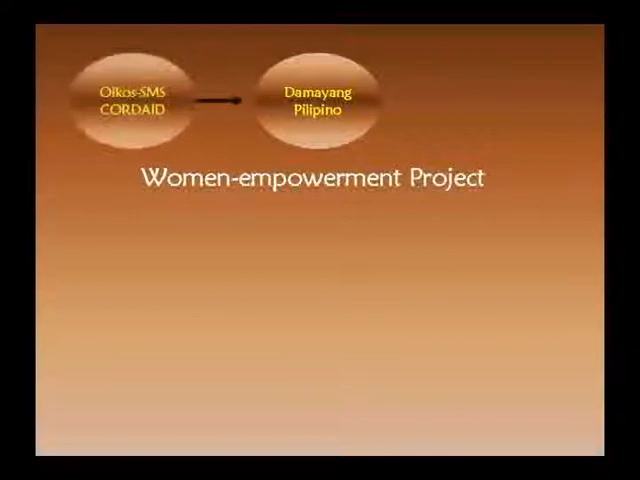 Oikos-SMS
CORDAID
Damayang
Pilipino
Women-empowerment Project